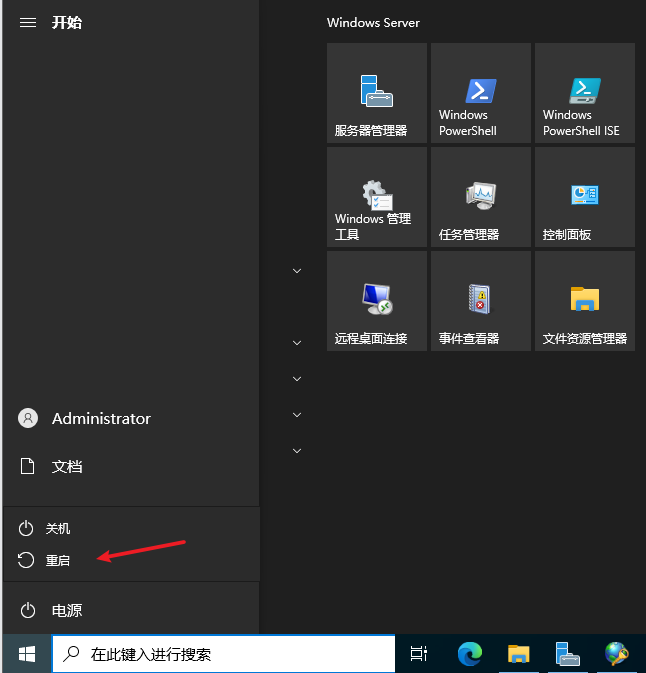 开始
Windows Server
服务器管理器
Windows
PowerShell
Windows
PowerShell ISE
Windows 管理
工具
任务管理器
控制面板
远程桌面连接
事件查看器
文件资源管理器
Administrator
文档
关机
重启
电源
在此键入进行搜索